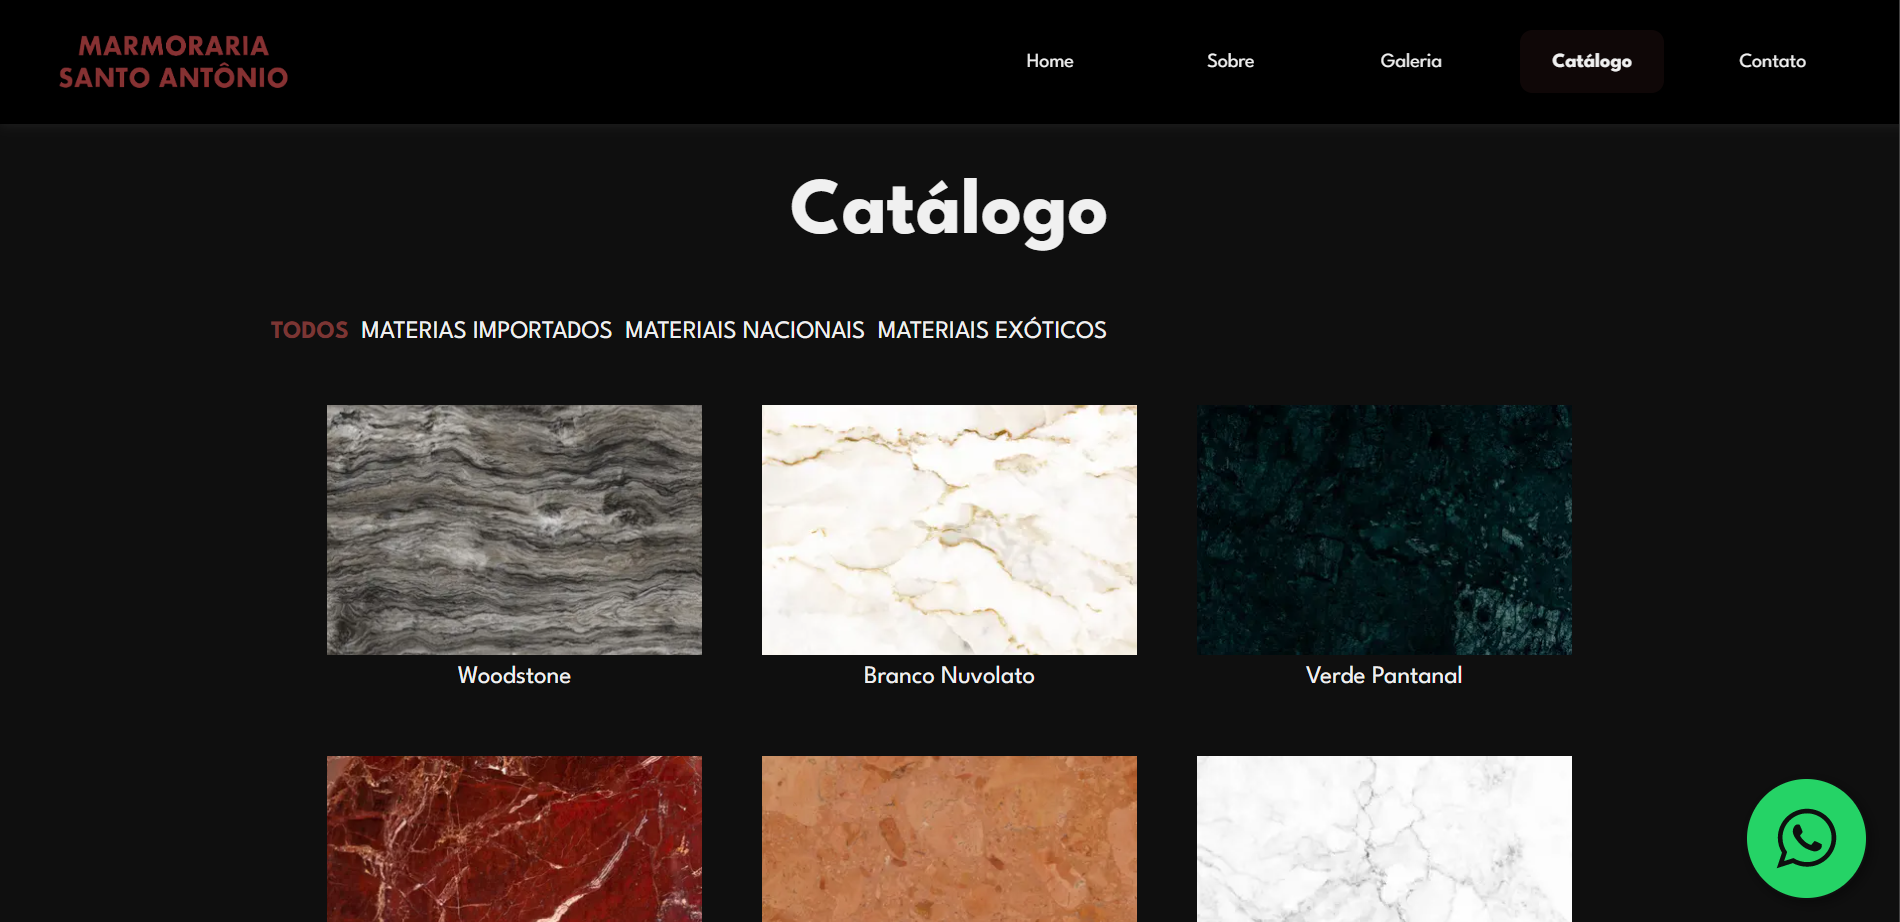 MARMORARIA
SANTO ANTÔNIO
Home Sobre Galeria Catálogo Contato
Catálogo
TODOS MATERIAS IMPORTADOS MATERIAIS NACIONAIS MATERIAIS EXÓTICOS
Woodstone Branco Nuvolato Verde Pantanal